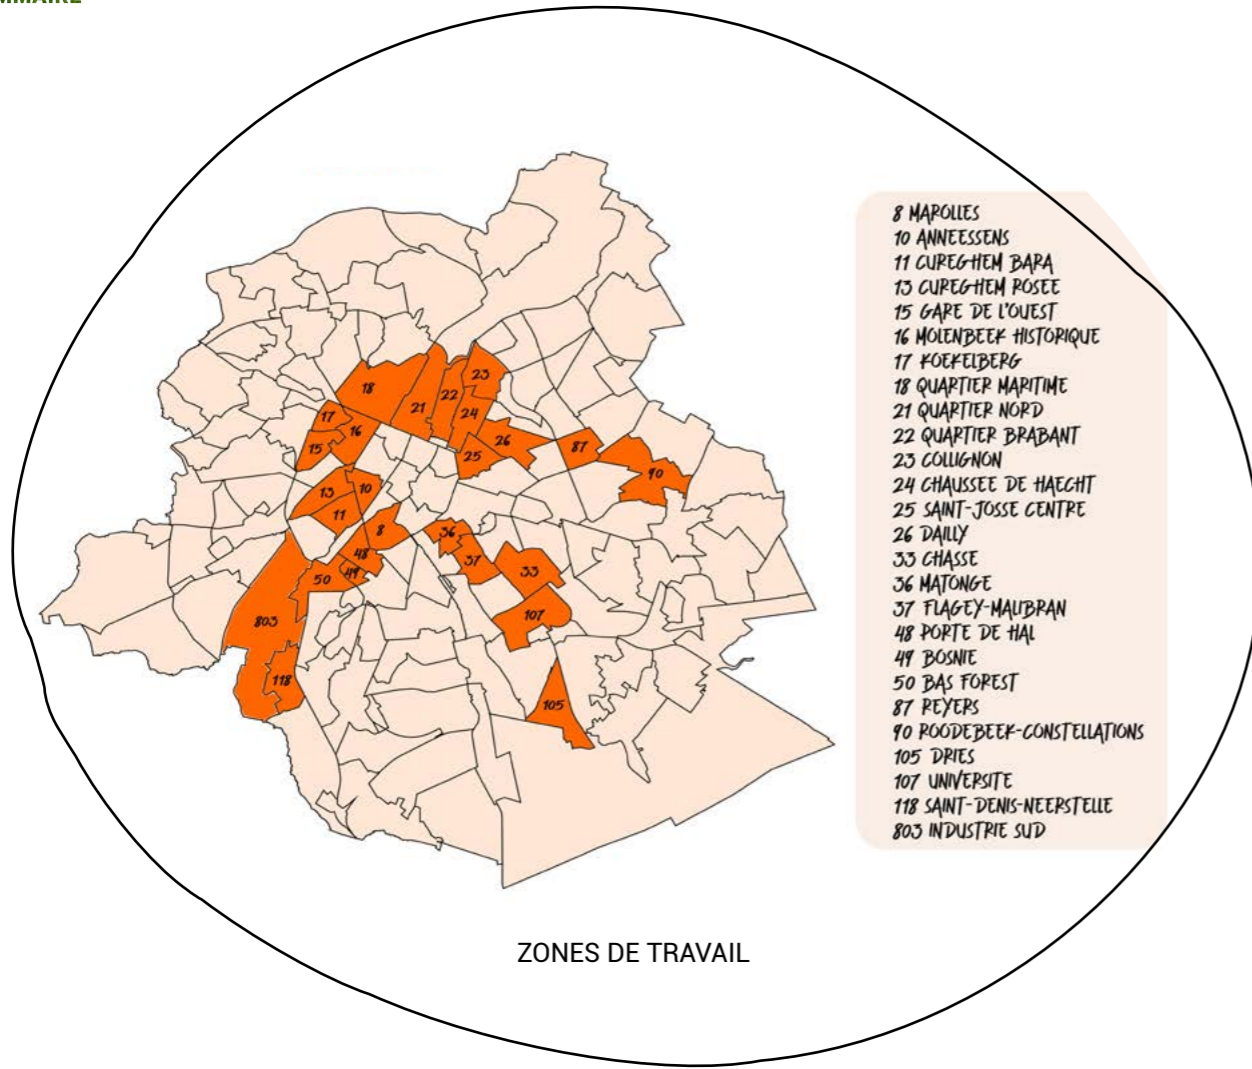 8 MAROLLES
10 ANNEESSENS
11 CUREGHEM BARA
13 CUREGHEM ROSEE
15 GARE DE L'OUEST
16 MOLENBEEK HISTORIQUE
17 KOEKELBERG
18 QUARTIER MARITIME
21 QUARTIER NORD
22 QUARTIER BRABANT
23 COLLIGNON
24 CHAUSSEE DE HAECHT
25 SAINT-JOSSE CENTRE
26 DAILLY
33 CHASSE
36 MATONGE
37 FLAGEY-MALIBRAN
48 PORTE DE HAL
49 BOSNIE
50 BAS FOREST
87 REYERS
90 ROODEBEEK-CONSTELLATIONS
105 DRIES
107 UNIVERSITE
118 SAINT-DENIS-NEERSTELLE
803 INDUSTRIE SUD
23
18
22
21
24
17
16
26
87
15
25
90
13
10
11
8
36
48
37
33
50
49
107
803
118
105
ZONES DE TRAVAIL